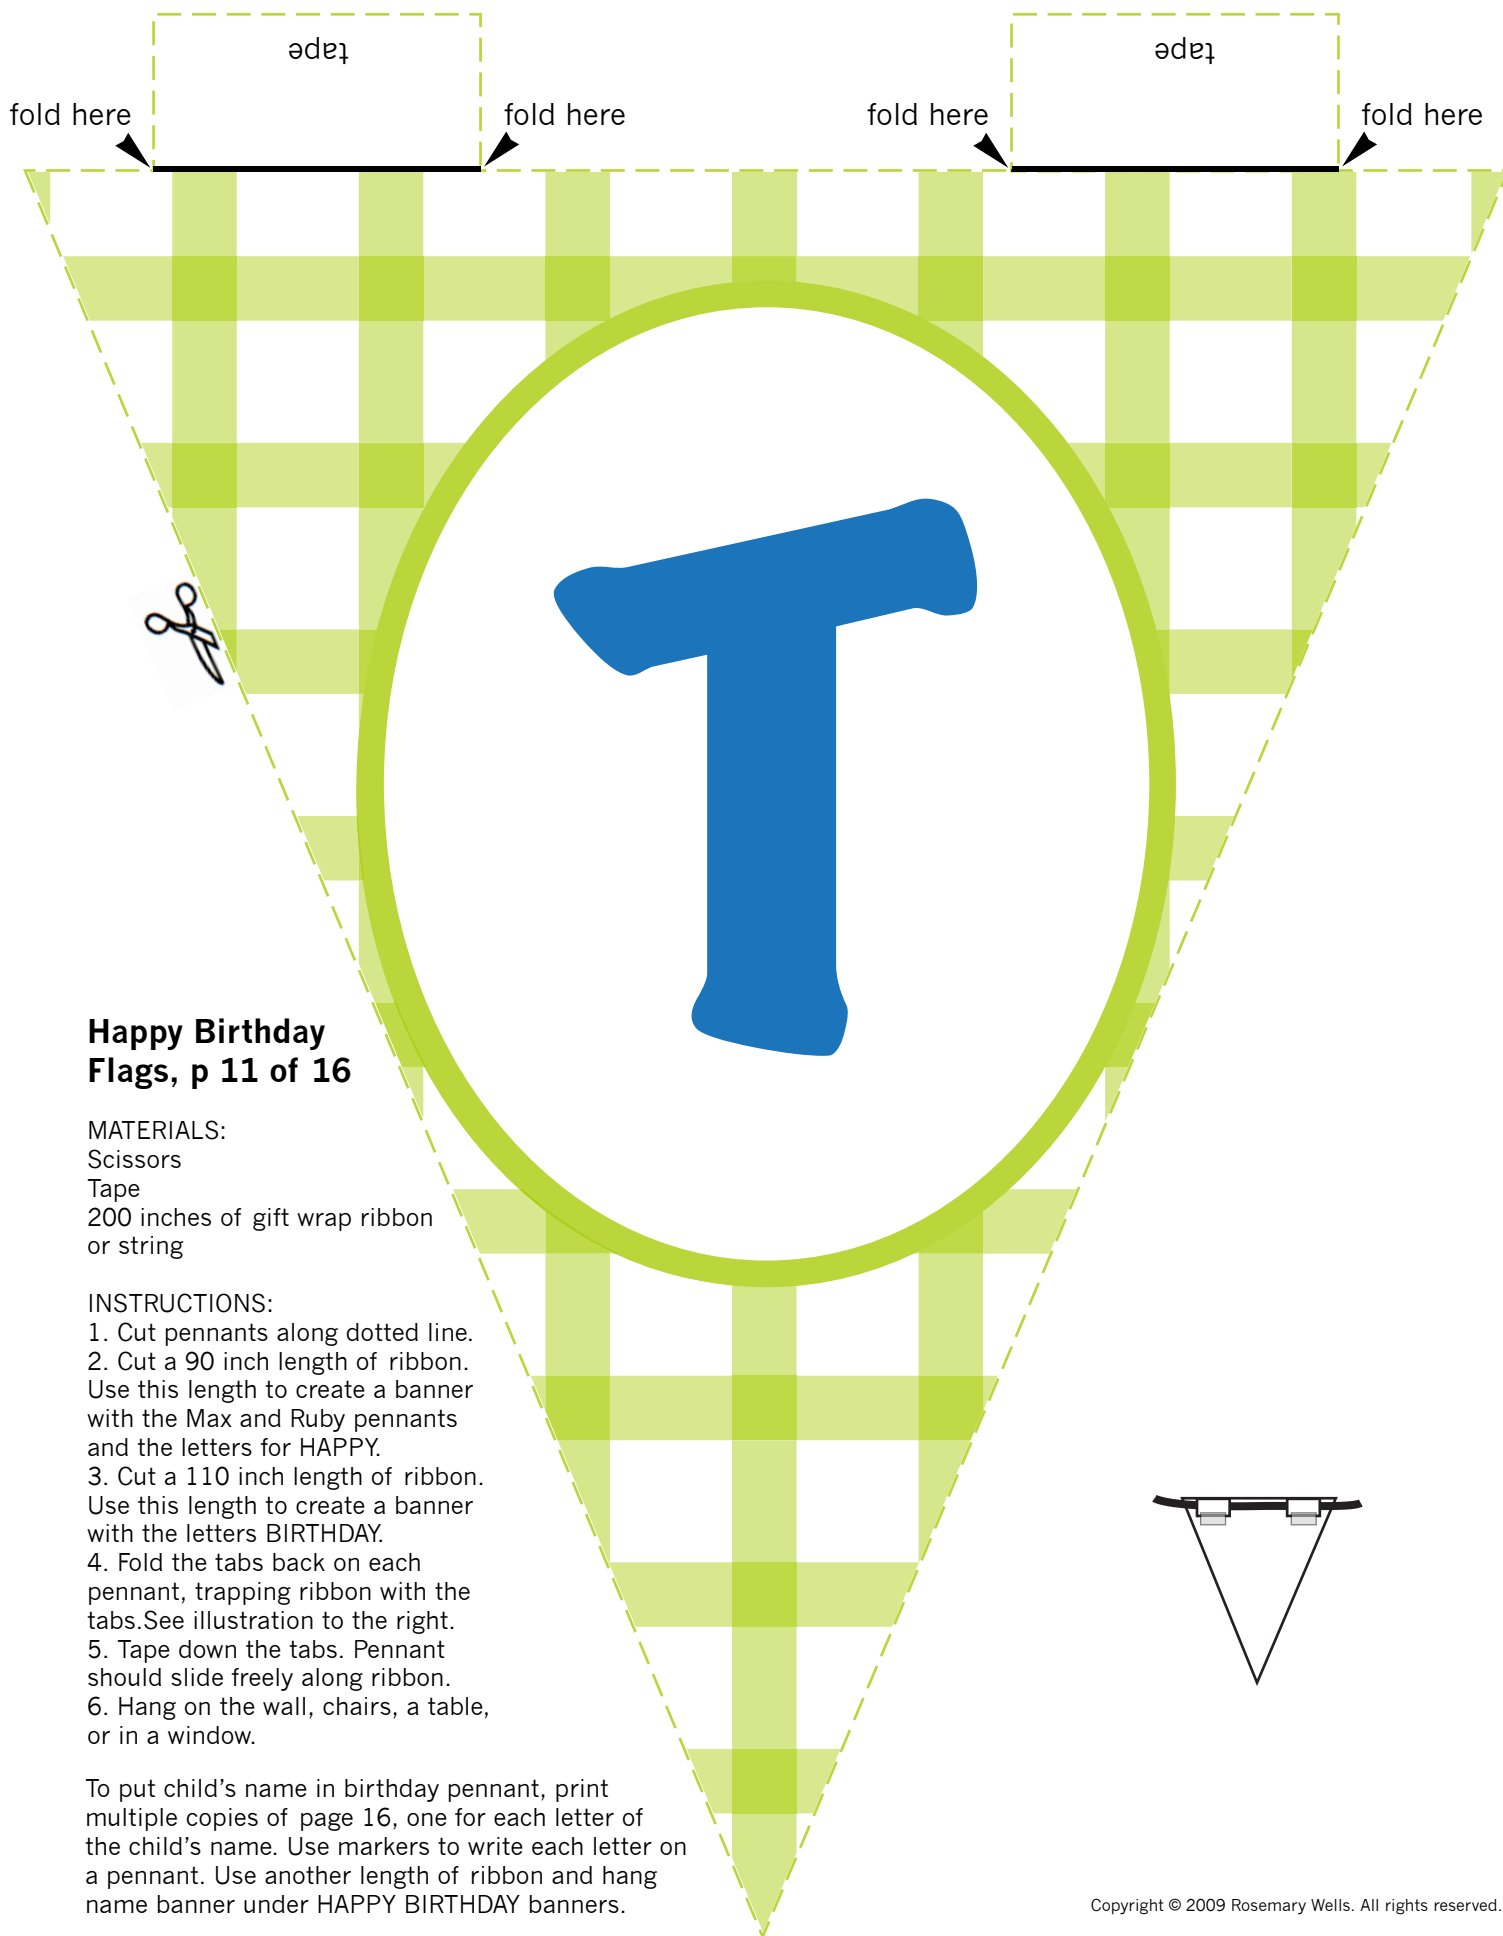 tape
tape
fold here
fold here
fold here
fold here
T
Happy Birthday
Flags, p 11 of 16
MATERIALS:
Scissors
Tape
200 inches of gift wrap ribbon
or string
INSTRUCTIONS:
1. Cut pennants along dotted line.
2. Cut a 90 inch length of ribbon.
Use this length to create a banner
with the Max and Ruby pennants
and the letters for HAPPY.
3. Cut a 110 inch length of ribbon.
Use this length to create a banner
with the letters BIRTHDAY.
4. Fold the tabs back on each
pennant, trapping ribbon with the
tabs.See illustration to the right.
5. Tape down the tabs. Pennant
should slide freely along ribbon.
6. Hang on the wall, chairs, a table,
or in a window.
To put child’s name in birthday pennant, print
multiple copies of page 16, one for each letter of
the child’s name. Use markers to write each letter on
a pennant. Use another length of ribbon and hang
name banner under HAPPY BIRTHDAY banners.
Copyright © 2009 Rosemary Wells. All rights reserved.